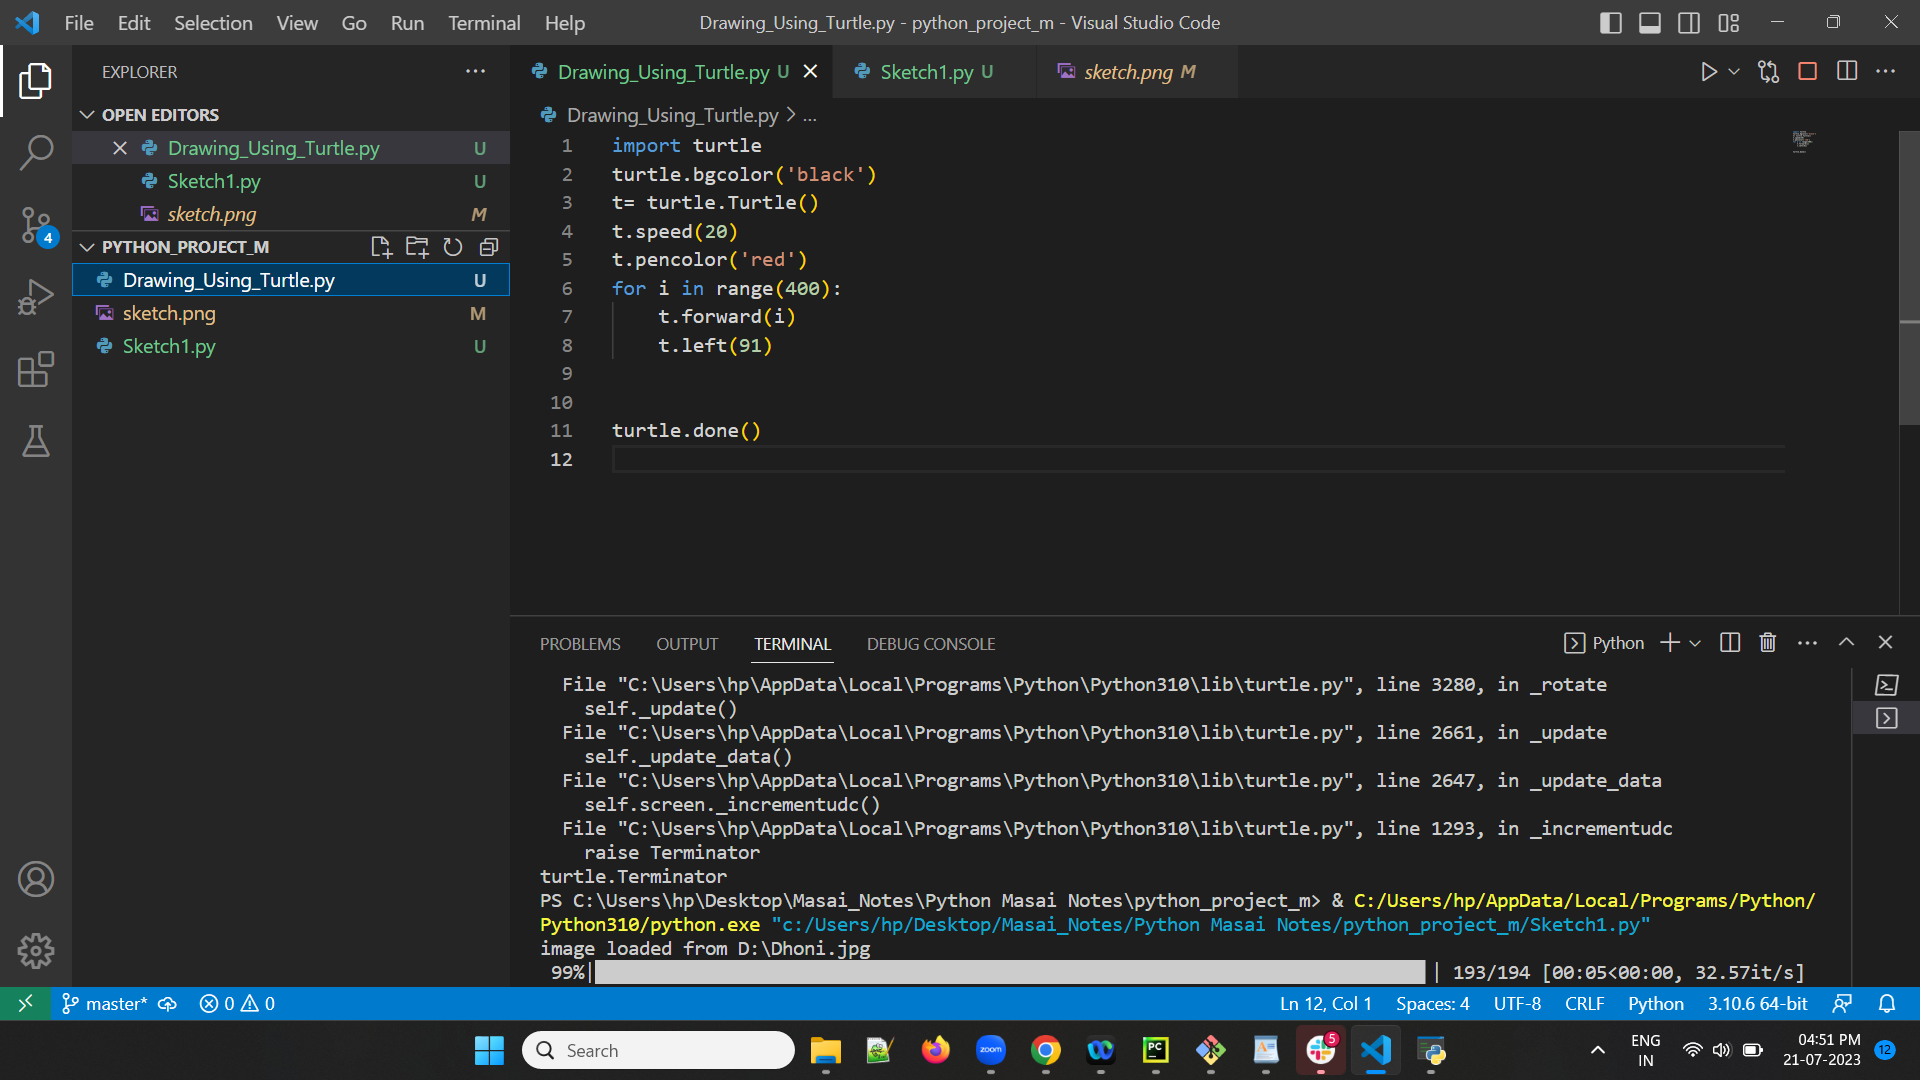 File Edit Selection View Go Run Terminal Help
Drawing_Using_Turtle.py - python_project_m - Visual Studio Code
EXPLORER
OPEN EDITORS
Drawing_Using_Turtle.py U
Sketch1.py U
sketch.png M
PYTHON_PROJECT_M
Drawing_Using_Turtle.py U
sketch.png M
Sketch1.py U
4
Drawing_Using_Turtle.py U
Sketch1.py U
sketch.png M
Drawing_Using_Turtle.py > ...
1 import turtle
2 turtle.bgcolor('black')
3 t= turtle.Turtle()
4 t.speed(20)
5 t.pencolor('red')
6 for i in range(400):
7 t.forward(i)
8 t.left(91)
9
10
11 turtle.done()
12
PROBLEMS OUTPUT TERMINAL DEBUG CONSOLE
Python
File "C:\Users\hp\AppData\Local\Programs\Python\Python310\lib\turtle.py", line 3280, in _rotate
self._update()
File "C:\Users\hp\AppData\Local\Programs\Python\Python310\lib\turtle.py", line 2661, in _update
self._update_data()
File "C:\Users\hp\AppData\Local\Programs\Python\Python310\lib\turtle.py", line 2647, in _update_data
self.screen._incrementudc()
File "C:\Users\hp\AppData\Local\Programs\Python\Python310\lib\turtle.py", line 1293, in _incrementudc
raise Terminator
turtle.Terminator
PS C:\Users\hp\Desktop\Masai_Notes\Python Masai Notes\python_project_m> & C:/Users/hp/AppData/Local/Programs/Python/
Python310/python.exe "c:/Users/hp/Desktop/Masai_Notes/Python Masai Notes/python_project_m/Sketch1.py"
image loaded from D:\Dhoni.jpg
99%| | 193/194 [00:05<00:00, 32.57it/s]
master* 0 0
Ln 12, Col 1 Spaces: 4 UTF-8 CRLF Python 3.10.6 64-bit
Search
zoom
PC
5
ENG
IN
04:51 PM
21-07-2023
12